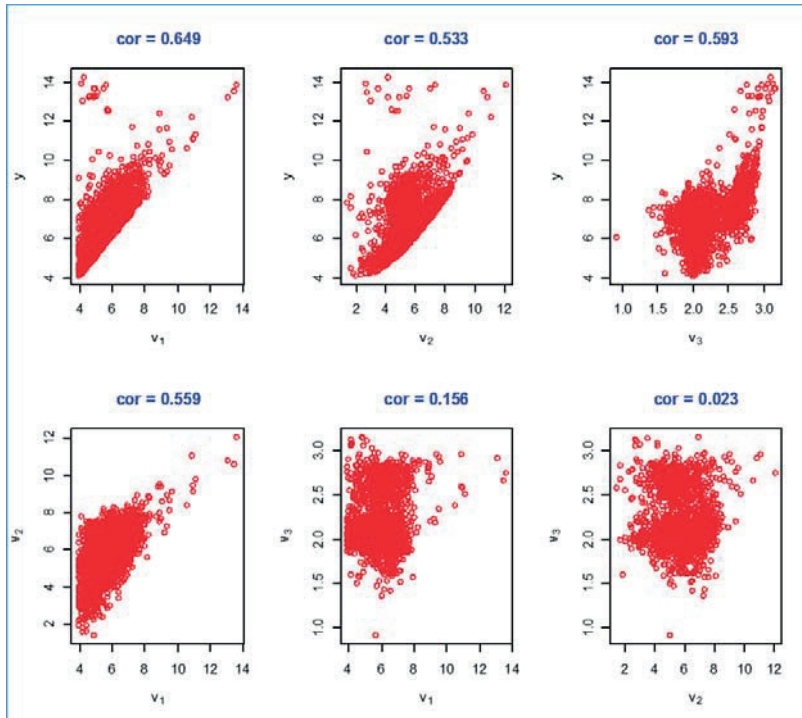 cor = 0.649
cor = 0.533
cor = 0.593
14
12
10
8
6
4
y
4 6 8 10 12 14
v1
14
12
10
8
6
4
y
2 4 6 8 10 12
v2
14
12
10
8
6
4
y
1.0 1.5 2.0 2.5 3.0
v3
cor = 0.559
cor = 0.156
cor = 0.023
12
10
8
6
4
2
v2
4 6 8 10 12 14
v1
3.0
2.5
2.0
1.5
1.0
v3
4 6 8 10 12 14
v1
3.0
2.5
2.0
1.5
1.0
v3
2 4 6 8 10 12
v2